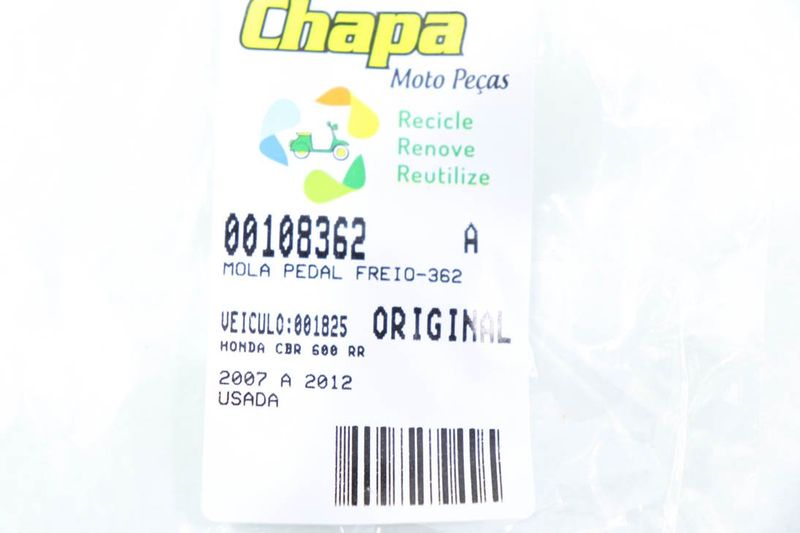 Chapa
Moto Peças
Recicle
Renove
Reutilize
00108362 A
MOLA PEDAL FREIO-362
VEICULO:001825 ORIGINAL
HONDA CBR 600 RR
2007 A 2012
USADA